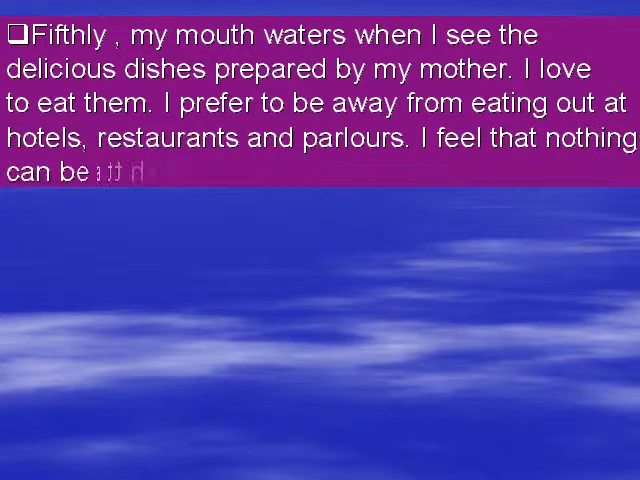 ❑Fifthly , my mouth waters when I see the
delicious dishes prepared by my mother. I love
to eat them. I prefer to be away from eating out at
hotels, restaurants and parlours. I feel that nothing
can be